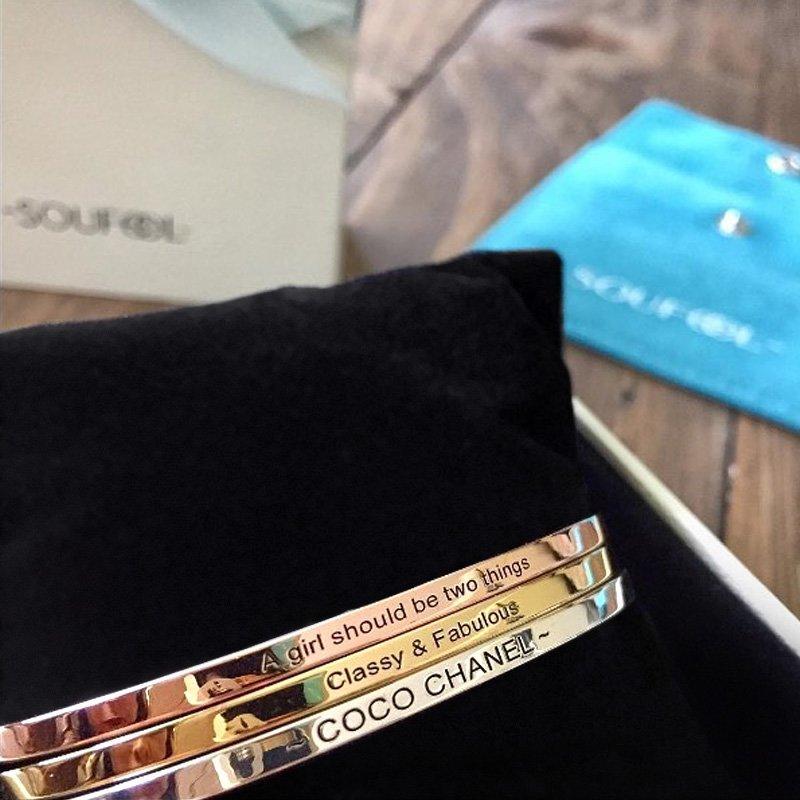 SOUFEEL
SOUFEEL
A girl should be two things
Classy & Fabulous
COCO CHANEL ~